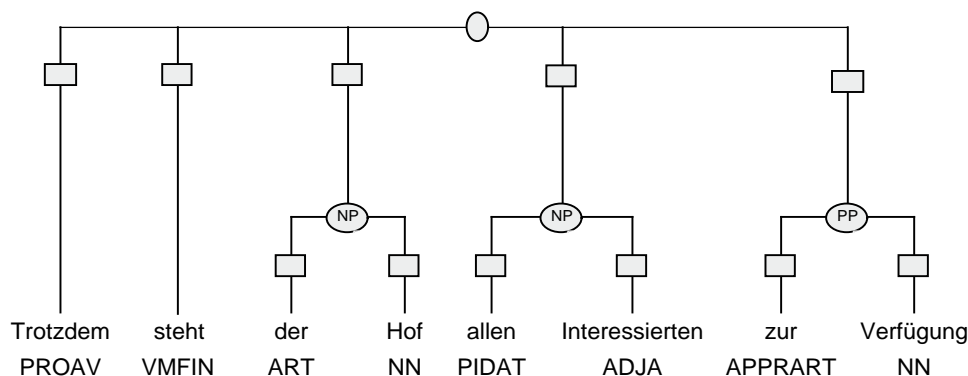 NP NP PP
Trotzdem steht der Hof allen Interessierten zur Verfügung
PROAV VMFIN ART NN PIDAT ADJA APPRART NN